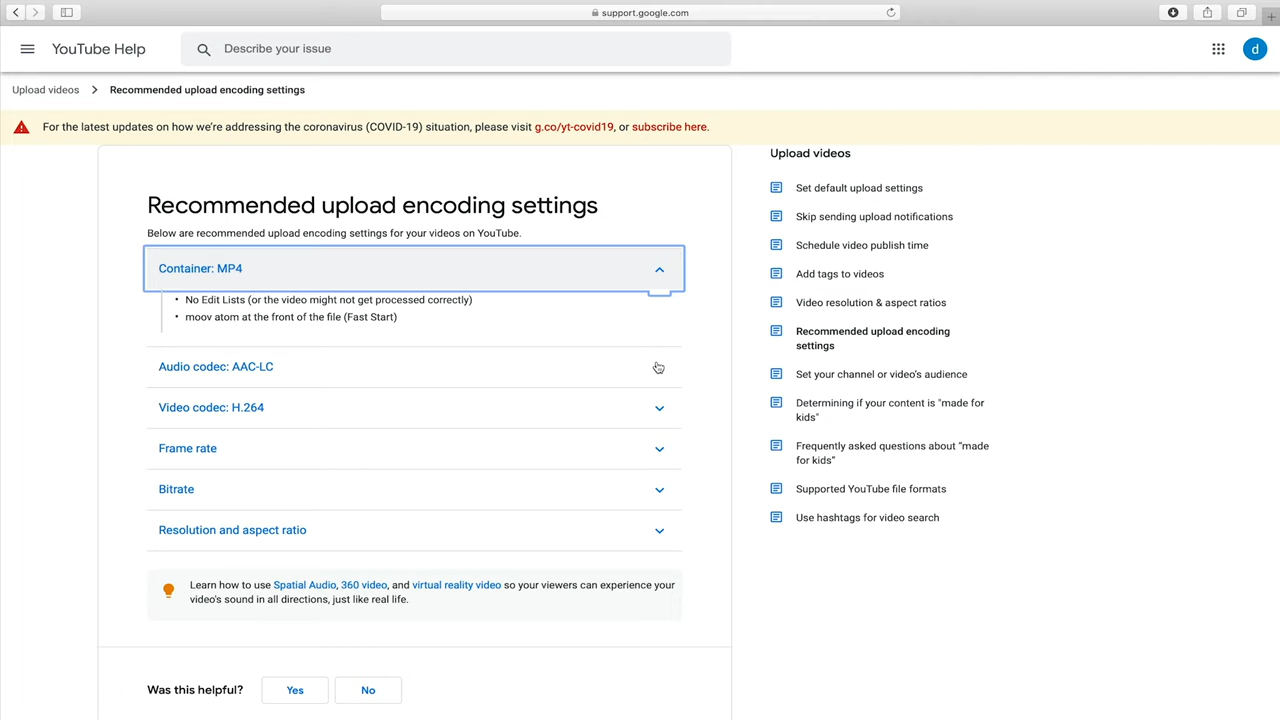 support.google.com
YouTube Help
Describe your issue
d
Upload videos
Recommended upload encoding settings
For the latest updates on how we're addressing the coronavirus (COVID-19) situation, please visit g.co/yt-covid19, or subscribe here.
Recommended upload encoding settings
Below are recommended upload encoding settings for your videos on YouTube.
Container: MP4
• No Edit Lists (or the video might not get processed correctly)
• moov atom at the front of the file (Fast Start)
Audio codec: AAC-LC
Video codec: H.264
Frame rate
Bitrate
Resolution and aspect ratio
Learn how to use Spatial Audio, 360 video, and virtual reality video so your viewers can experience your
video's sound in all directions, just like real life.
Was this helpful?
Yes
No
Upload videos
Set default upload settings
Skip sending upload notifications
Schedule video publish time
Add tags to videos
Video resolution & aspect ratios
Recommended upload encoding
settings
Set your channel or video's audience
Determining if your content is "made for
kids"
Frequently asked questions about "made
for kids"
Supported YouTube file formats
Use hashtags for video search